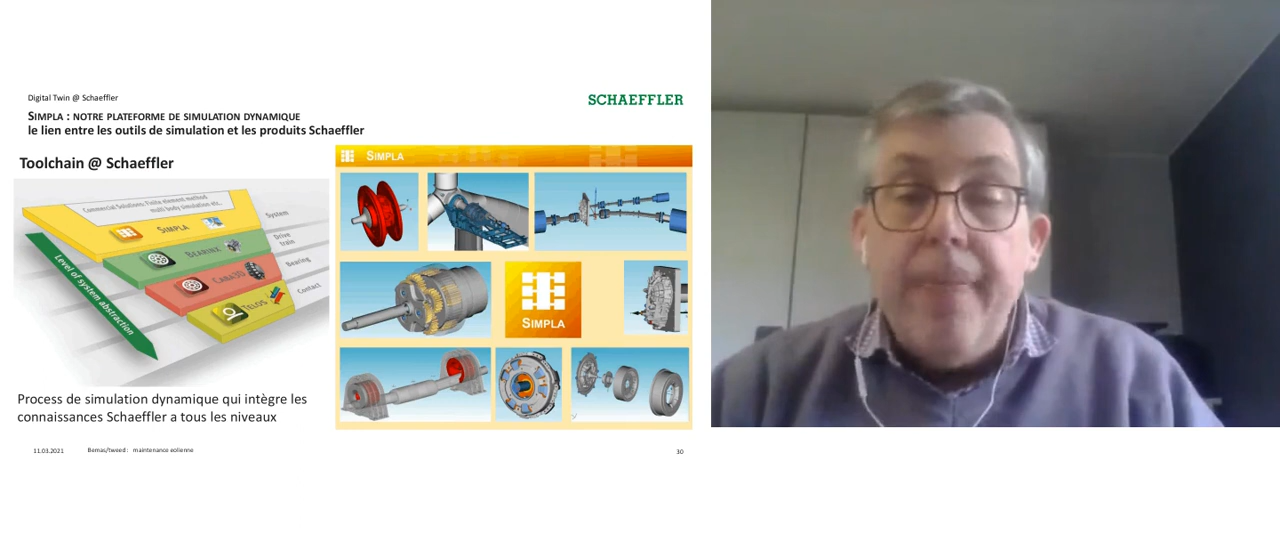 Digital Twin @ Schaeffler
SCHAEFFLER
SIMPLA : NOTRE PLATEFORME DE SIMULATION DYNAMIQUE
le lien entre les outils de simulation et les produits Schaeffler
Toolchain @ Schaeffler
Commercial Solutions: Finite element method
multi body simulation etc..
System
SIMPLA
Drive
train
BEARINX
Bearing
CABA3D
Contact
TELOS
Level of system abstraction
SIMPLA
SIMPLA
Process de simulation dynamique qui intègre les
connaissances Schaeffler a tous les niveaux
11.03.2021
Bemas/tweed : maintenance eolienne
30